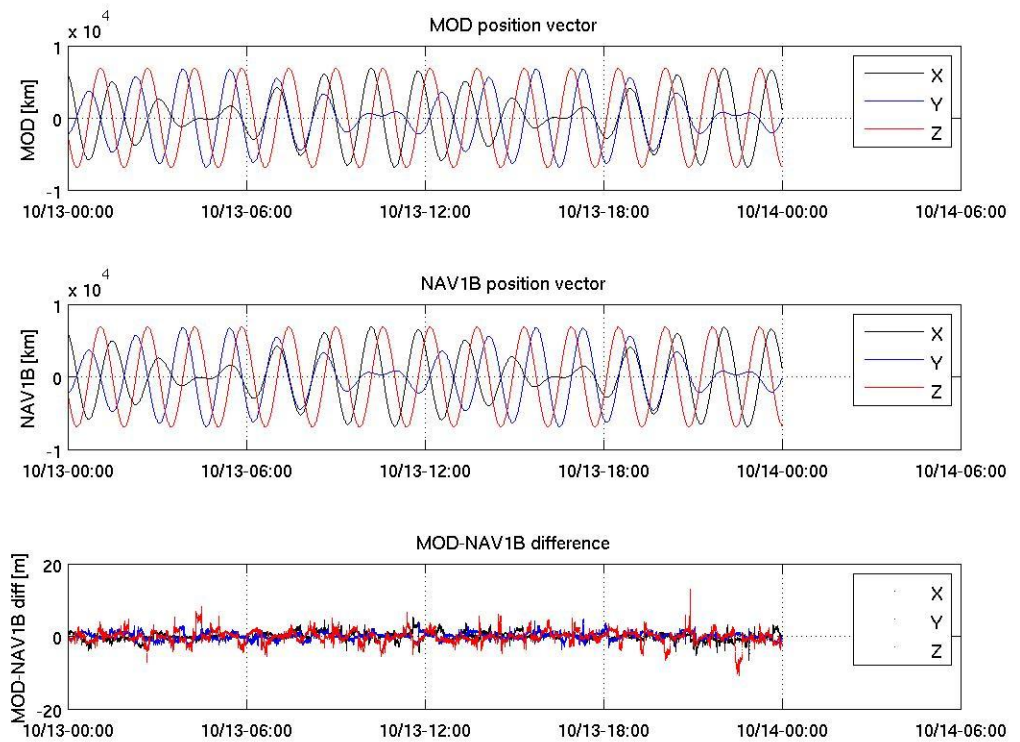 MOD position vector
x 10^4
1
0
-1
MOD [km]
X
Y
Z
10/13-00:00 10/13-06:00 10/13-12:00 10/13-18:00 10/14-00:00 10/14-06:00
NAV1B position vector
x 10^4
1
0
-1
NAV1B [km]
X
Y
Z
10/13-00:00 10/13-06:00 10/13-12:00 10/13-18:00 10/14-00:00 10/14-06:00
MOD-NAV1B difference
20
0
-20
MOD-NAV1B diff [m]
X
Y
Z
10/13-00:00 10/13-06:00 10/13-12:00 10/13-18:00 10/14-00:00 10/14-06:00